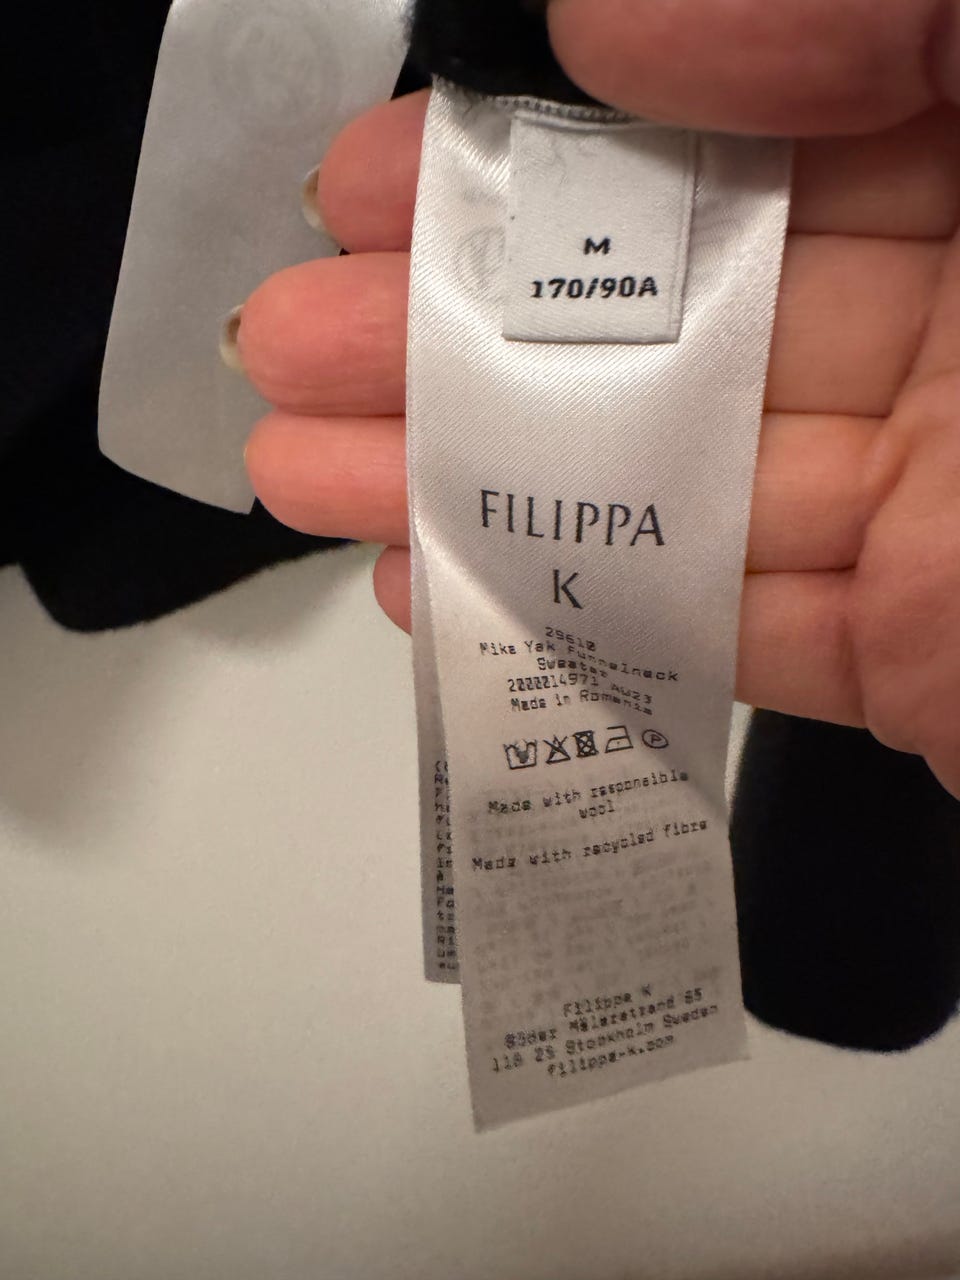 M
170/90A
FILIPPA
K
29610
Mika Yak Funnelneck
Sweater
AW23
Made in Romania
P
Made with responsible
wool
Made with recycled fibre
Filippa K
Söder Mälarstrand 65
118 25 Stockholm Sweden
filippa-k.com